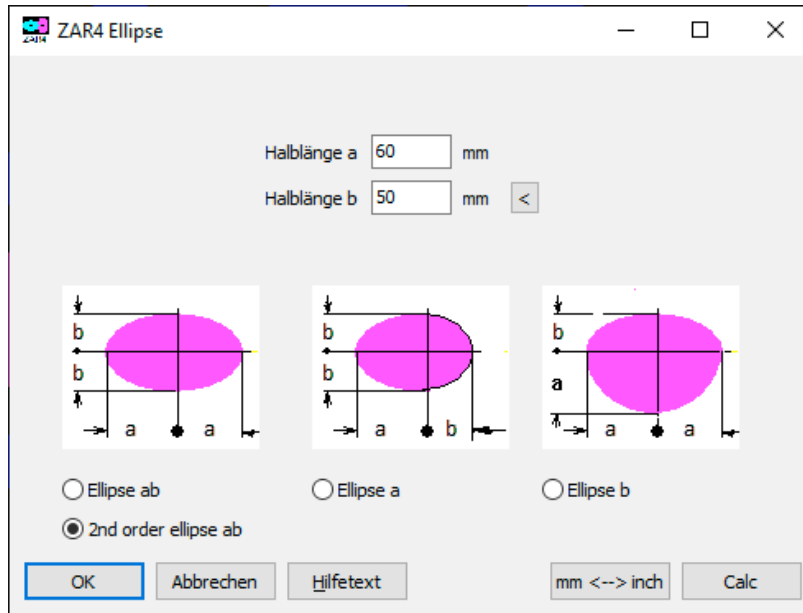 ZAR4 Ellipse
Halblänge a 60 mm
Halblänge b 50 mm <
b b b
b b a
a a a b a a
Ellipse ab Ellipse a Ellipse b
2nd order ellipse ab
OK Abbrechen Hilfetext mm <--> inch Calc